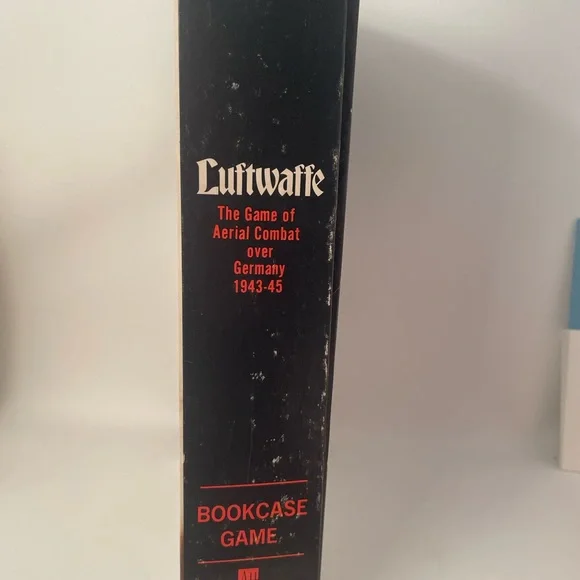 Luftwaffe
The Game of
Aerial Combat
over
Germany
1943-45
BOOKCASE
GAME